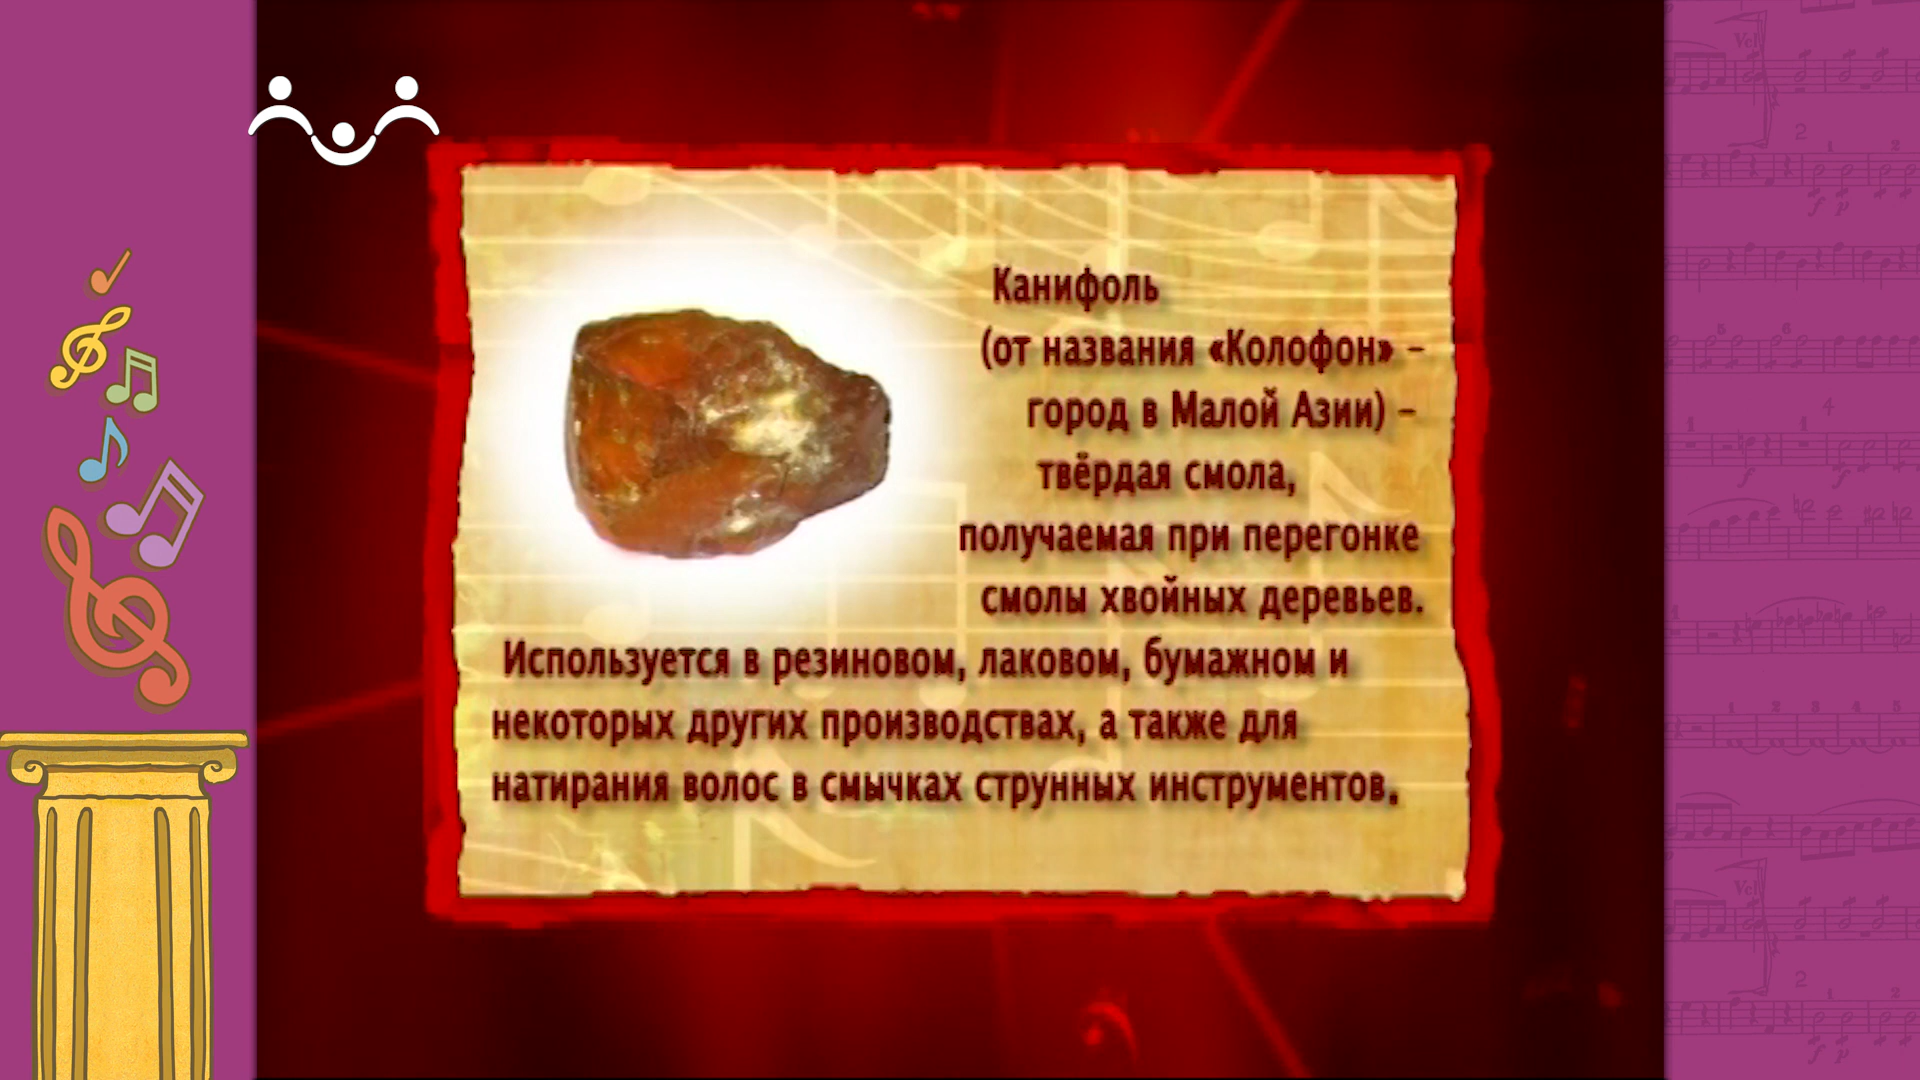 Канифоль
(от названия «Колофон» –
город в Малой Азии) –
твёрдая смола,
получаемая при перегонке
смолы хвойных деревьев.
Используется в резиновом, лаковом, бумажном и
некоторых других производствах, а также для
натирания волос в смычках струнных инструментов.